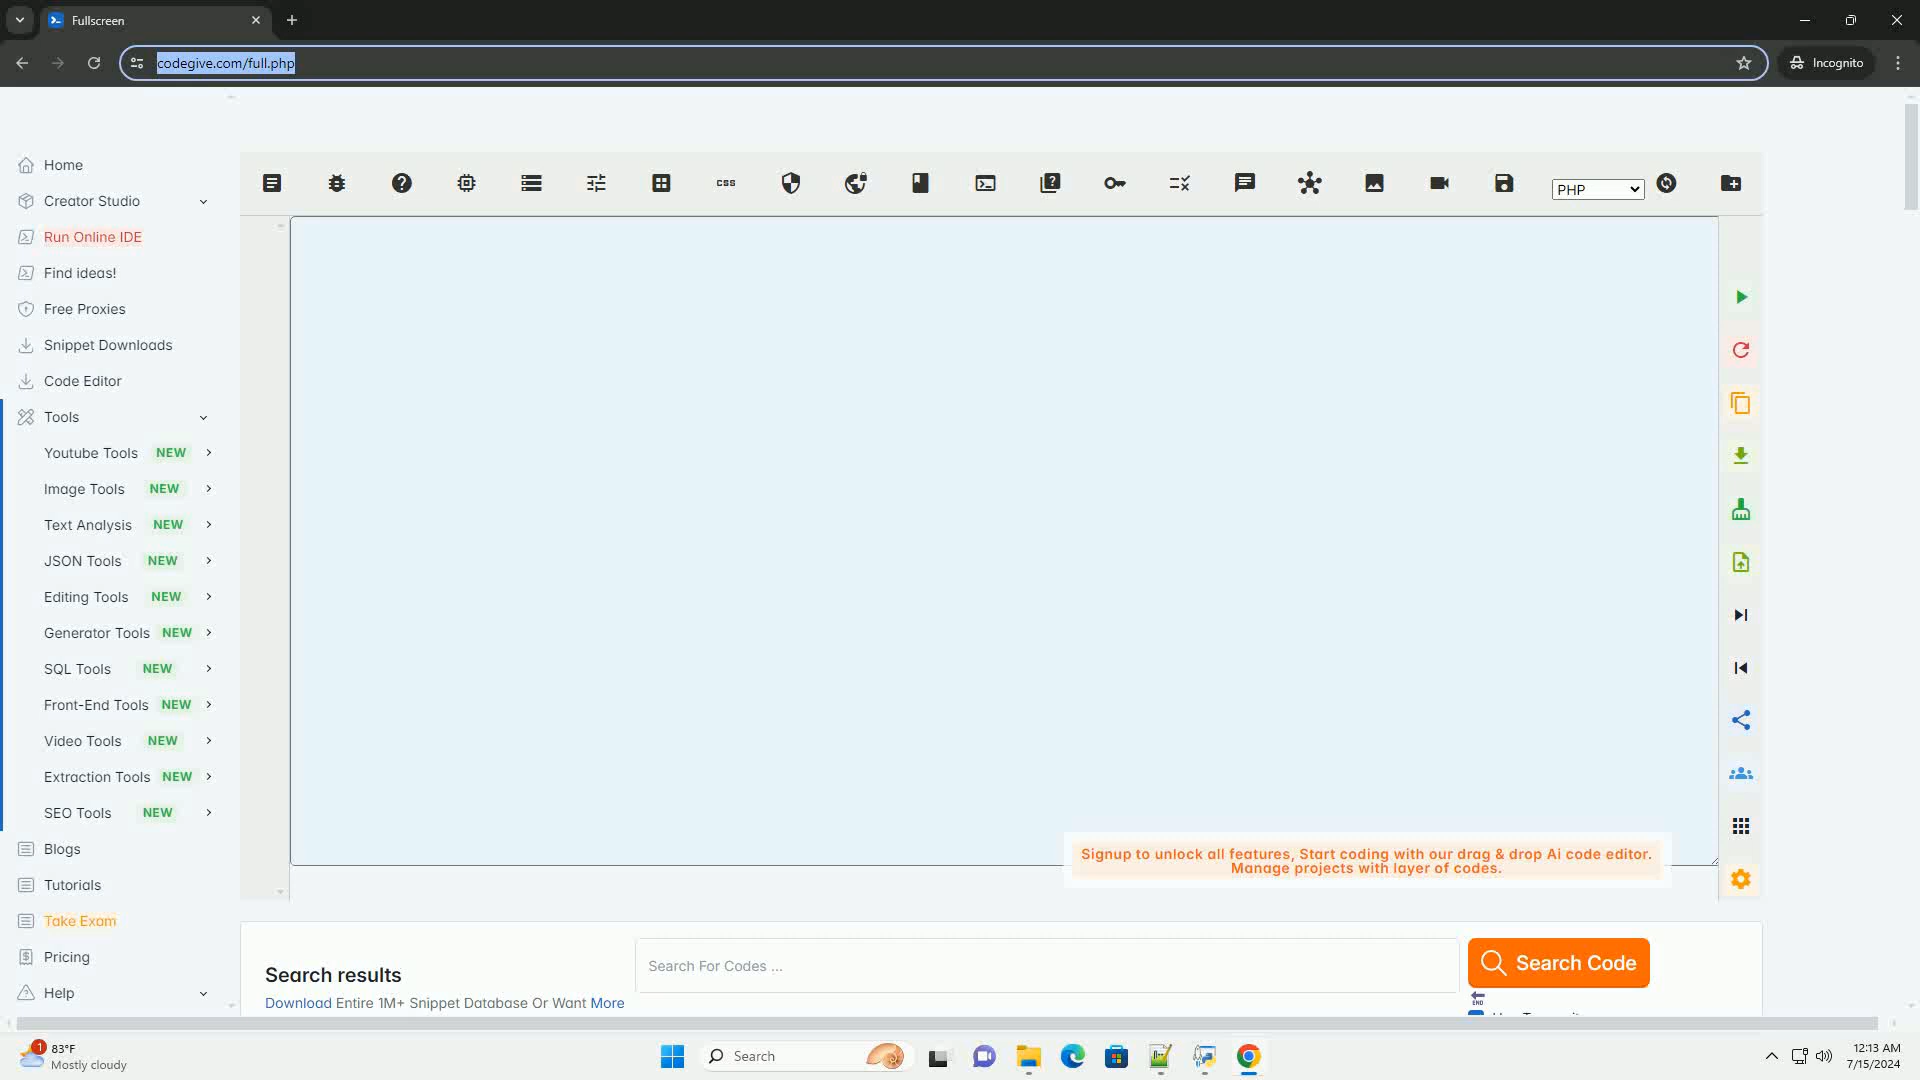 Fullscreen
codegive.com/full.php
Incognito
Home
Creator Studio
Run Online IDE
Find ideas!
Free Proxies
Snippet Downloads
Code Editor
Tools
Youtube Tools NEW
Image Tools NEW
Text Analysis NEW
JSON Tools NEW
Editing Tools NEW
Generator Tools NEW
SQL Tools NEW
Front-End Tools NEW
Video Tools NEW
Extraction Tools NEW
SEO Tools NEW
Blogs
Tutorials
Take Exam
Pricing
Help
css
PHP
Signup to unlock all features, Start coding with our drag & drop Ai code editor.
Manage projects with layer of codes.
Search results
Download Entire 1M+ Snippet Database Or Want More
Search For Codes ...
Search Code
END
1
83°F
Mostly cloudy
Search
12:13 AM
7/15/2024